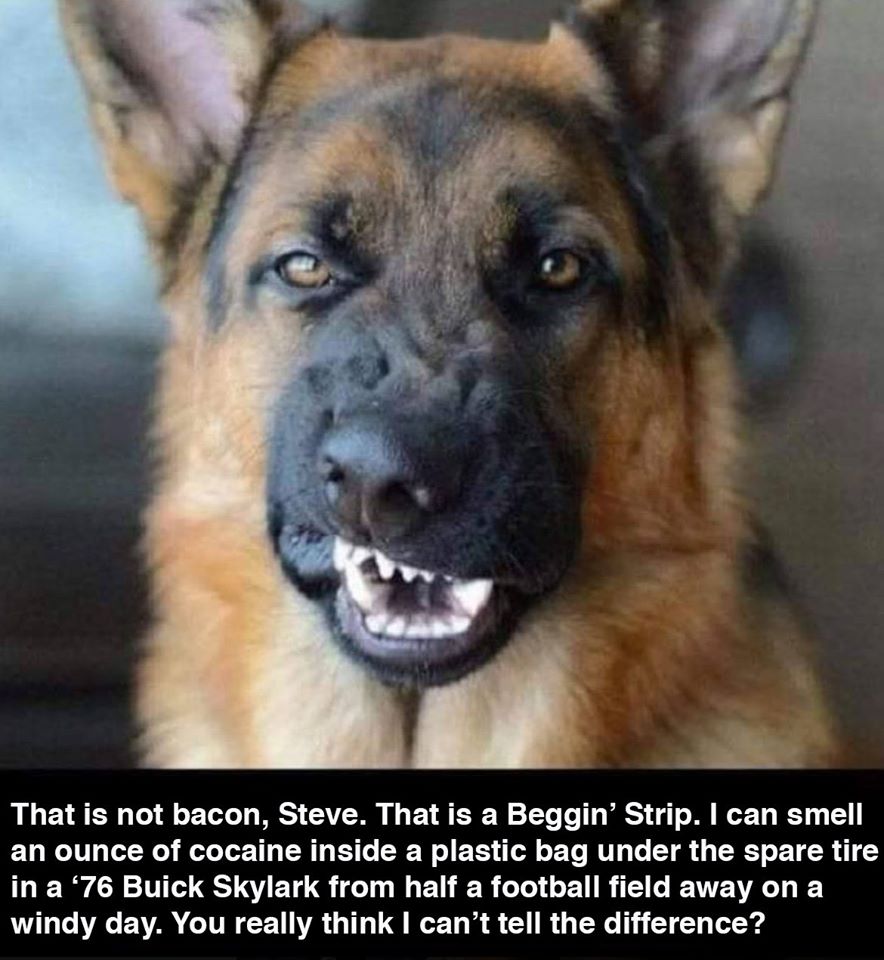 That is not bacon, Steve. That is a Beggin’ Strip. I can smell
an ounce of cocaine inside a plastic bag under the spare tire
in a ‘76 Buick Skylark from half a football field away on a
windy day. You really think I can’t tell the difference?